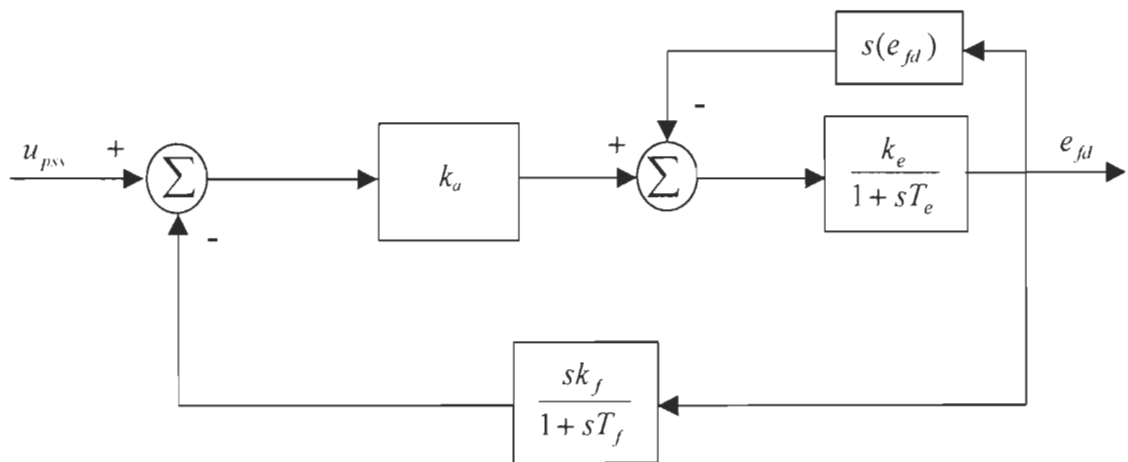 s(e_fd)
-
u_pss
+
Σ
k_a
+
Σ
k_e
1 + sT_e
e_fd
-
sk_f
1 + sT_f